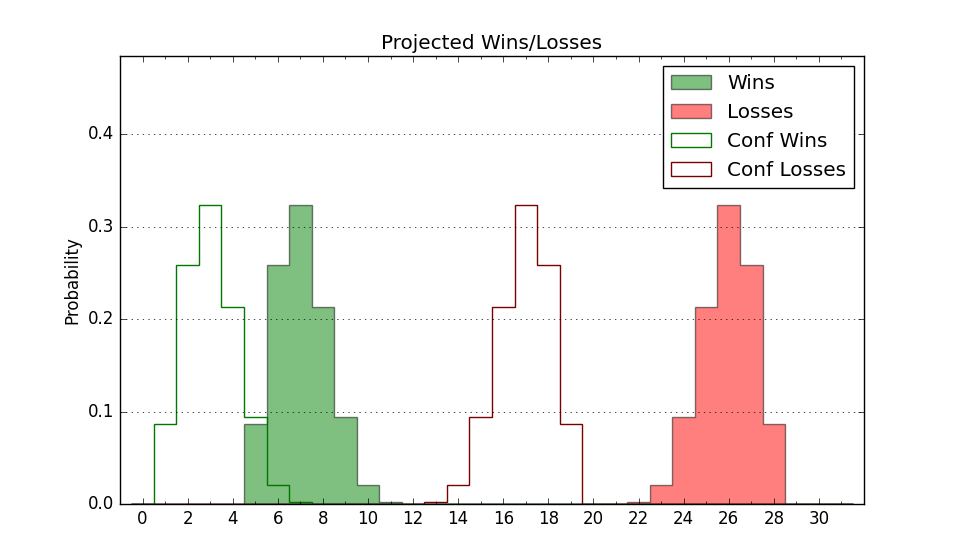 Projected Wins/Losses
Wins
Losses
Conf Wins
Conf Losses
Probability
0.4
0.3
0.2
0.1
0.0
0 2 4 6 8 10 12 14 16 18 20 22 24 26 28 30